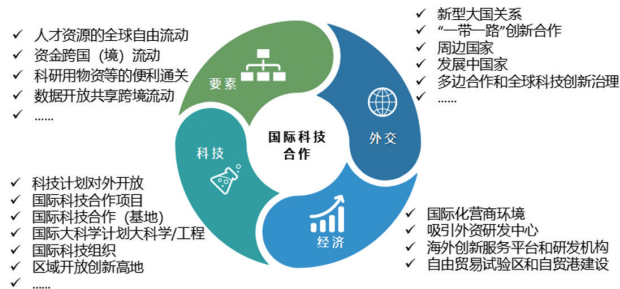 ✓ 人才资源的全球自由流动
✓ 资金跨国（境）流动
✓ 科研用物资等的便利通关
✓ 数据开放共享跨境流动
✓ ......
✓ 新型大国关系
✓ “一带一路”创新合作
✓ 周边国家
✓ 发展中国家
✓ 多边合作和全球科技创新治理
✓ ......
要素
外交
国际科技
合作
科技
经济
✓ 科技计划对外开放
✓ 国际科技合作项目
✓ 国际科技合作（基地）
✓ 国际大科学计划大科学/工程
✓ 国际科技组织
✓ 区域开放创新高地
✓ ......
✓ 国际化营商环境
✓ 吸引外资研发中心
✓ 海外创新服务平台和研发机构
✓ 自由贸易试验区和自贸港建设